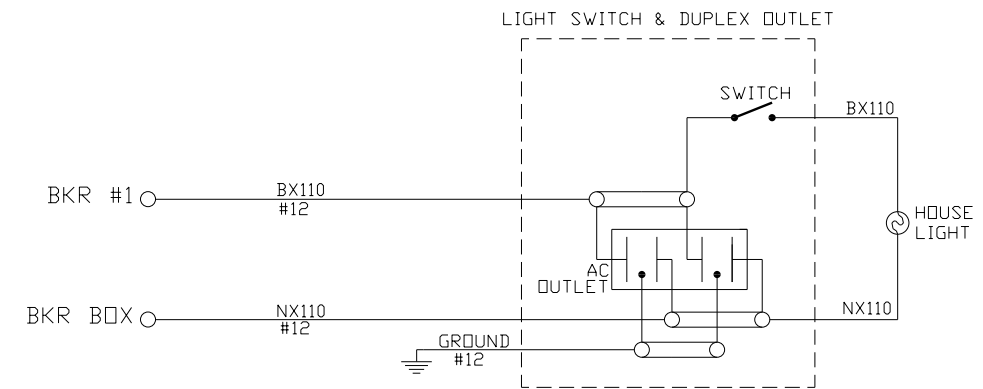 LIGHT SWITCH & DUPLEX OUTLET
SWITCH
BX110
BKR #1
BX110
#12
HOUSE
LIGHT
AC
OUTLET
BKR BOX
NX110
#12
NX110
GROUND
#12